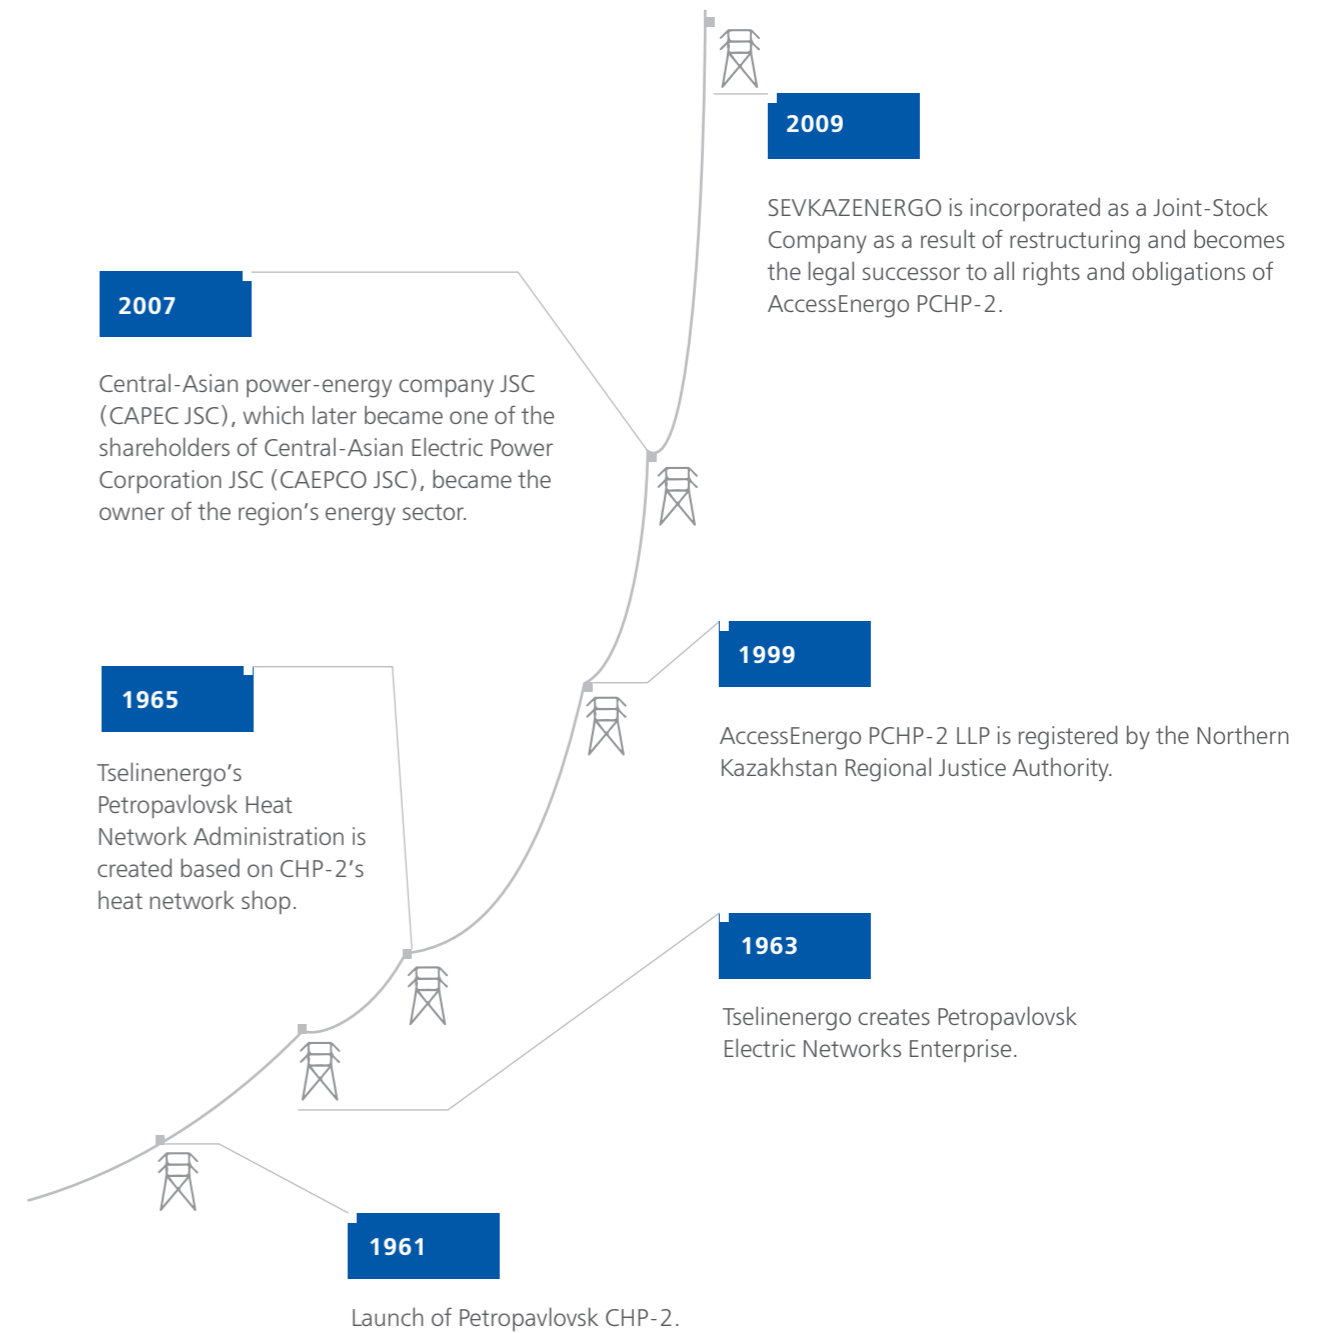 2009
SEVKAZENERGO is incorporated as a Joint-Stock
Company as a result of restructuring and becomes
the legal successor to all rights and obligations of
AccessEnergo PCHP-2.
2007
Central-Asian power-energy company JSC
(CAPEC JSC), which later became one of the
shareholders of Central-Asian Electric Power
Corporation JSC (CAEPCO JSC), became the
owner of the region's energy sector.
1999
AccessEnergo PCHP-2 LLP is registered by the Northern
Kazakhstan Regional Justice Authority.
1965
Tselinenergo's
Petropavlovsk Heat
Network Administration is
created based on CHP-2's
heat network shop.
1963
Tselinenergo creates Petropavlovsk
Electric Networks Enterprise.
1961
Launch of Petropavlovsk CHP-2.